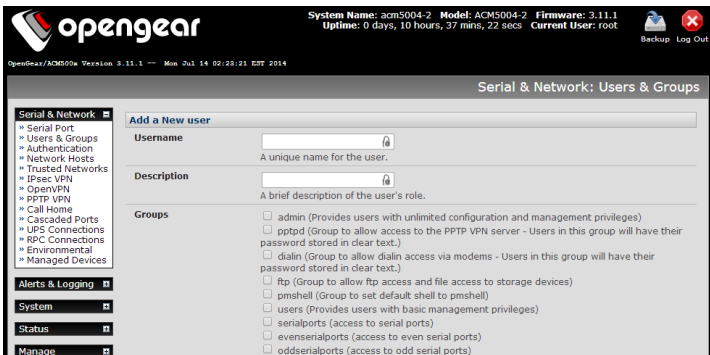 opengear
System Name: acm5004-2 Model: ACM5004-2 Firmware: 3.11.1
Uptime: 0 days, 10 hours, 37 mins, 22 secs Current User: root
Backup Log Out
OpenGear/ACM500x Version 3.11.1 -- Mon Jul 14 02:23:21 EST 2014
Serial & Network: Users & Groups
Serial & Network
» Serial Port
» Users & Groups
» Authentication
» Network Hosts
» Trusted Networks
» IPsec VPN
» OpenVPN
» PPTP VPN
» Call Home
» Cascaded Ports
» UPS Connections
» RPC Connections
» Environmental
» Managed Devices
Alerts & Logging
System
Status
Manage
Add a New user
Username
A unique name for the user.
Description
A brief description of the user's role.
Groups
admin (Provides users with unlimited configuration and management privileges)
pptpd (Group to allow access to the PPTP VPN server - Users in this group will have their
password stored in clear text.)
dialin (Group to allow dialin access via modems - Users in this group will have their
password stored in clear text.)
ftp (Group to allow ftp access and file access to storage devices)
pmshell (Group to set default shell to pmshell)
users (Provides users with basic management privileges)
serialports (access to serial ports)
evenserialports (access to even serial ports)
oddserialports (access to odd serial ports)